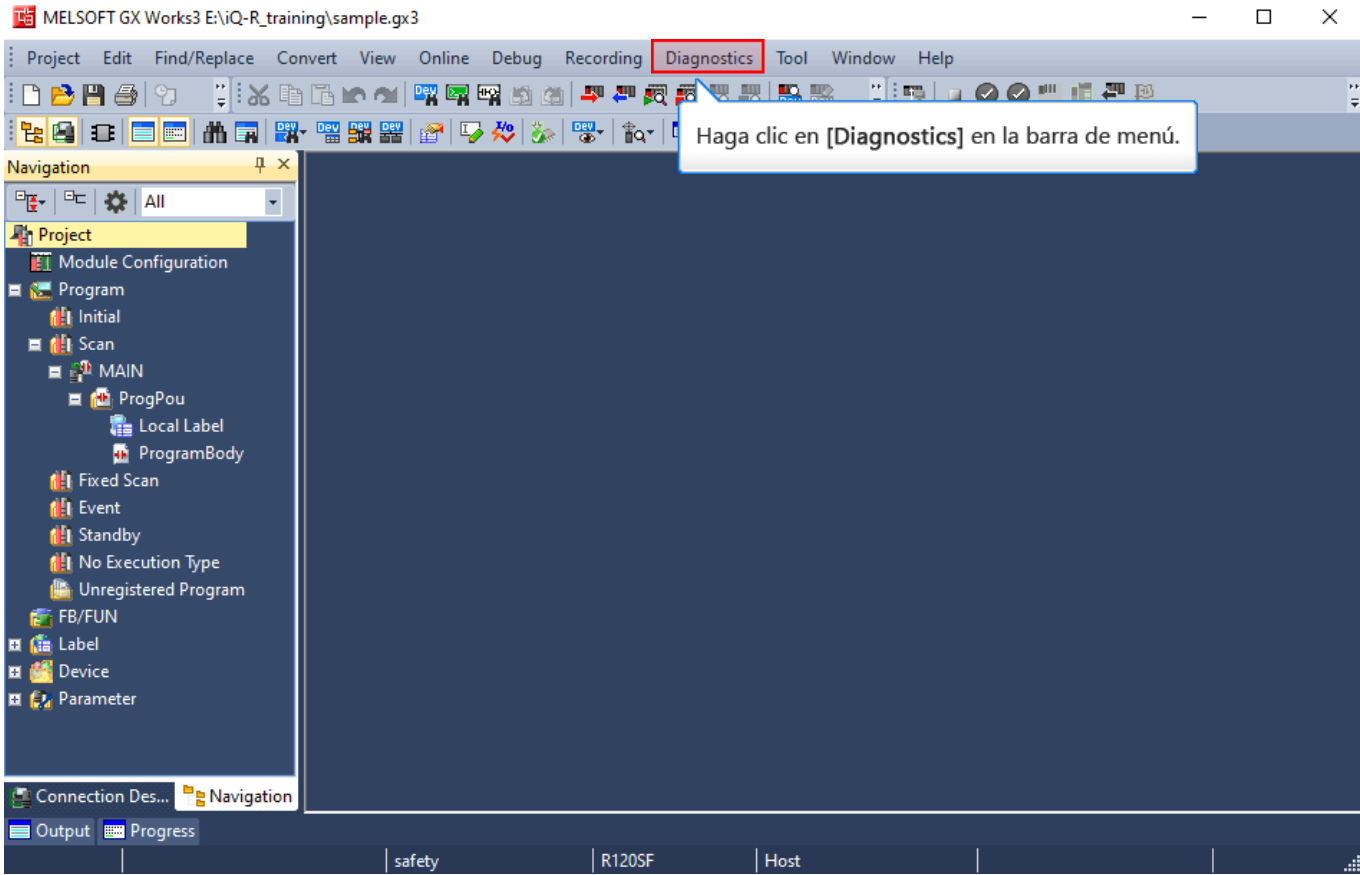 MELSOFT GX Works3 E:\iQ-R_training\sample.gx3
Project Edit Find/Replace Convert View Online Debug Recording Diagnostics Tool Window Help
Haga clic en [Diagnostics] en la barra de menú.
Navigation
All
Project
Module Configuration
Program
Initial
Scan
MAIN
ProgPou
Local Label
ProgramBody
Fixed Scan
Event
Standby
No Execution Type
Unregistered Program
FB/FUN
Label
Device
Parameter
Connection Des... Navigation
Output Progress
safety R120SF Host